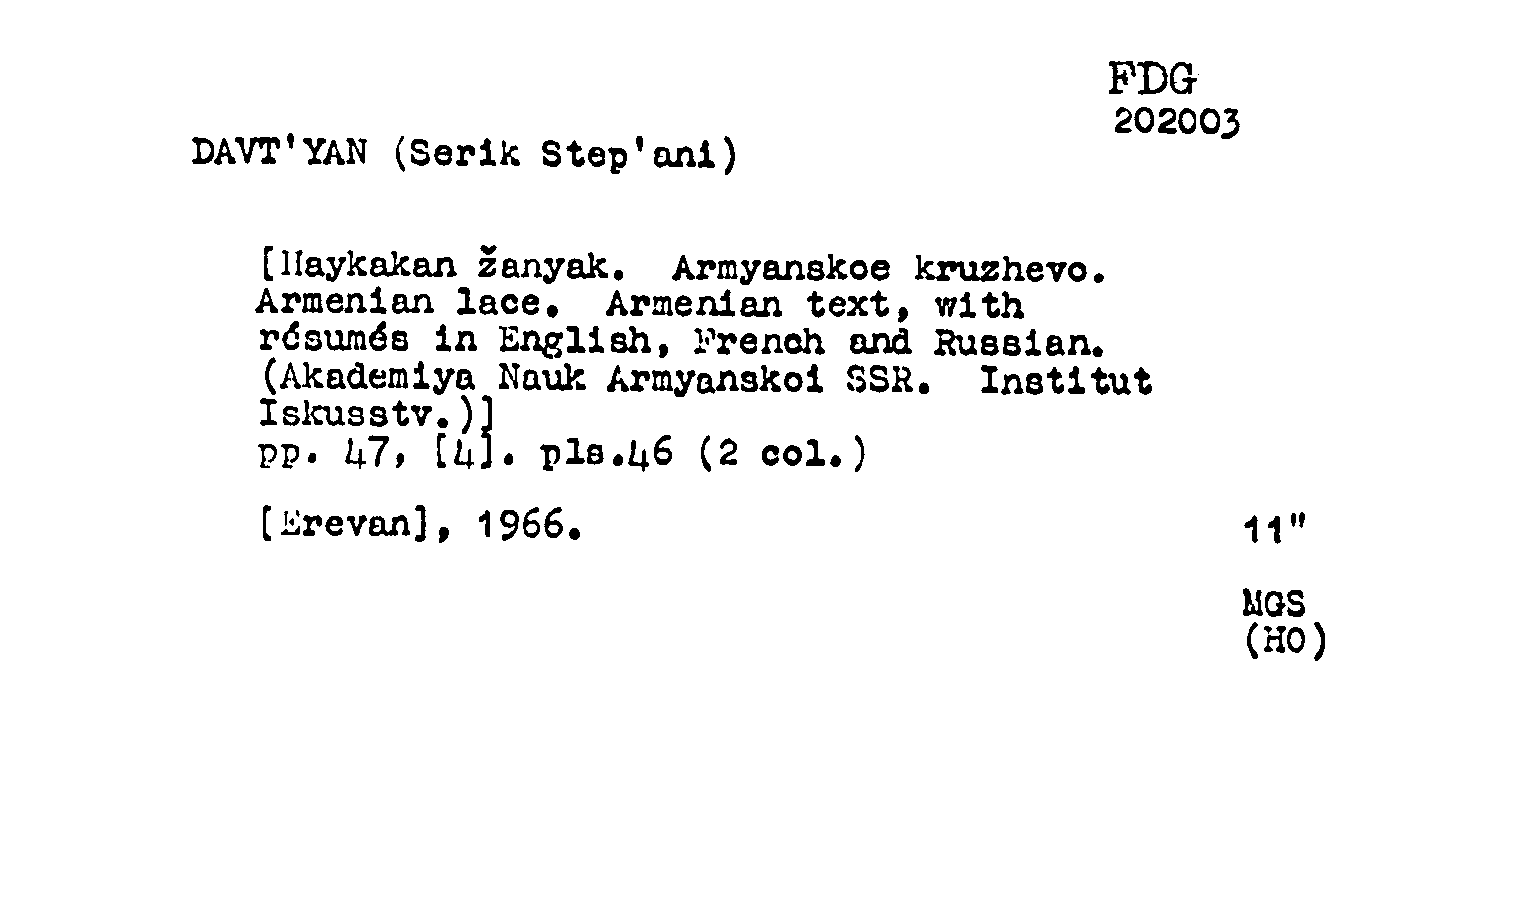 FDG
202003
DAVT'YAN (Serik Step'ani)
[Haykakan žanyak. Armyanskoe kruzhevo.
Armenian lace. Armenian text, with
résumés in English, French and Russian.
(Akademiya Nauk Armyanskoi SSR. Institut
Iskusstv.)]
pp. 47, [4]. pls.46 (2 col.)
[Erevan], 1966.
11"
MGS
(HO)